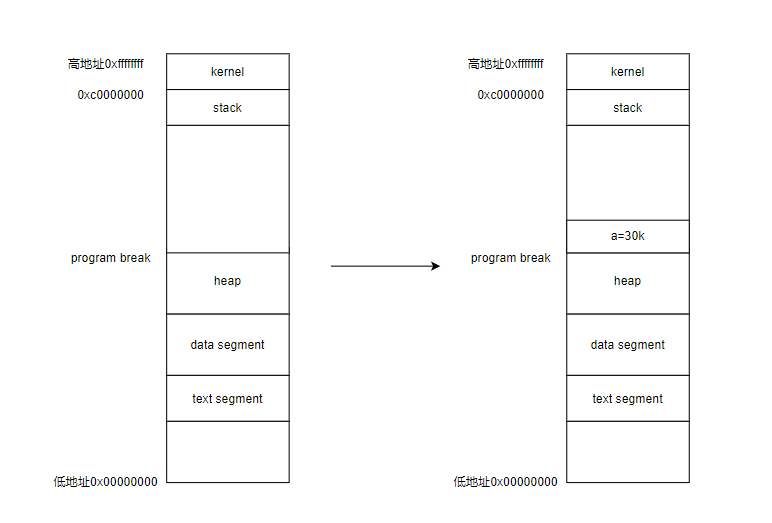 高地址0xffffffff
kernel
0xc0000000
stack
program break
heap
data segment
text segment
低地址0x00000000
高地址0xffffffff
kernel
0xc0000000
stack
a=30k
program break
heap
data segment
text segment
低地址0x00000000